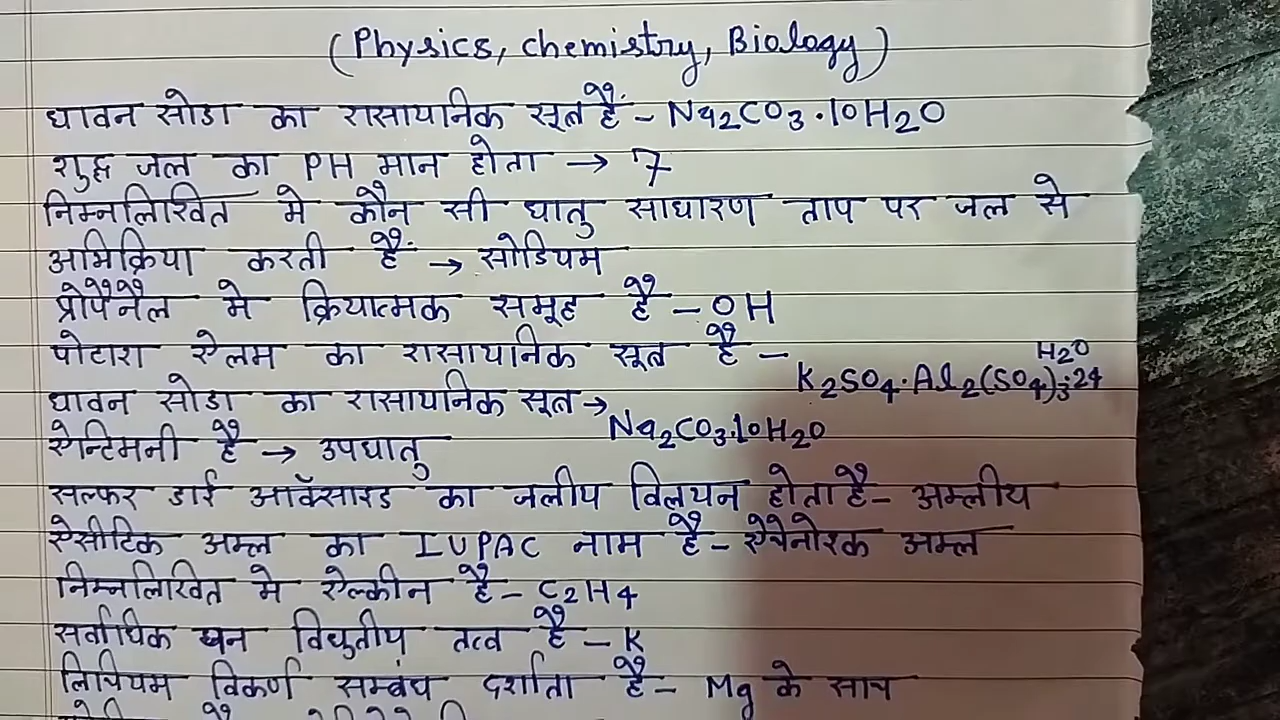 (Physics, chemistry, Biology)
धावन सोडा का रासायनिक सूत्र है - Na2CO3.10H2O
शुद्ध जल का PH मान होता → 7
निम्नलिखित मे कौन सी धातु साधारण ताप पर जल से
अभिक्रिया करती है → सोडियम
प्रोपेनॅल मे क्रियात्मक समूह है - OH
पोटाश ऐलम का रासायनिक सूत्र है - K2SO4.Al2(SO4)3.24 H2O
धावन सोडा का रासायनिक सूत्र → Na2CO3.10H2O
ऐन्टिमनी है → उपधातु
सल्फर डाई ऑक्साइड का जलीय विलयन होता है - अम्लीय
ऐसीटिक अम्ल का IUPAC नाम है - ऐथेनोइक अम्ल
निम्नलिखित मे ऐल्कीन है - C2H4
सर्वाधिक धन विधुतीय तत्व है - K
लिथियम विकर्ण सम्बंध दर्शाता है - Mg के साथ